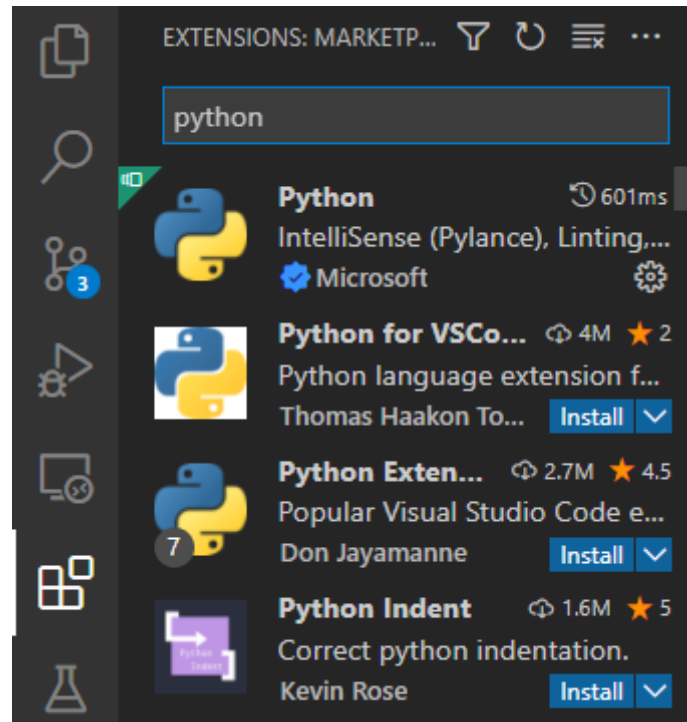 EXTENSIONS: MARKETP...
3
python
Python 601ms
IntelliSense (Pylance), Linting,...
Microsoft
Python for VSCo... 4M ★ 2
Python language extension f...
Thomas Haakon To... Install
Python Exten... 2.7M ★ 4.5
Popular Visual Studio Code e...
7
Don Jayamanne Install
Python Indent 1.6M ★ 5
Correct python indentation.
Python
Indent
Kevin Rose Install